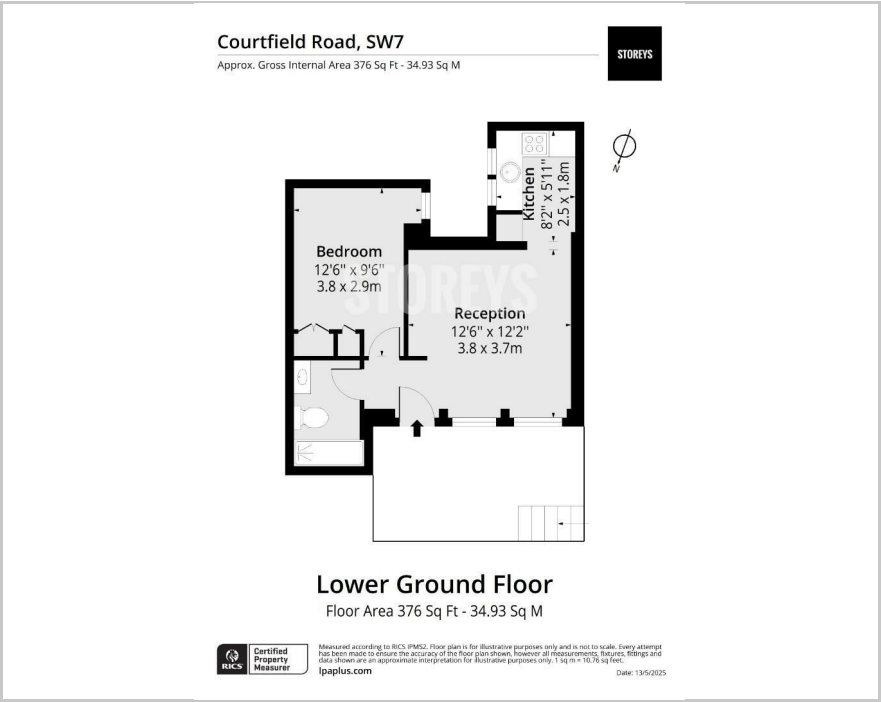 Courtfield Road, SW7
Approx. Gross Internal Area 376 Sq Ft - 34.93 Sq M
STOREYS
N
Kitchen
8'2" x 5'11"
2.5 x 1.8m
Bedroom
12'6" x 9'6"
3.8 x 2.9m
STOREYS
Reception
12'6" x 12'2"
3.8 x 3.7m
Lower Ground Floor
Floor Area 376 Sq Ft - 34.93 Sq M
RICS
Certified
Property
Measurer
Measured according to RICS IPMS2. Floor plan is for illustrative purposes only and is not to scale. Every attempt
has been made to ensure the accuracy of the floor plan shown, however all measurements, fixtures, fittings and
data shown are an approximate interpretation for illustrative purposes only. 1 sq m = 10.76 sq feet.
lpaplus.com
Date: 13/5/2025